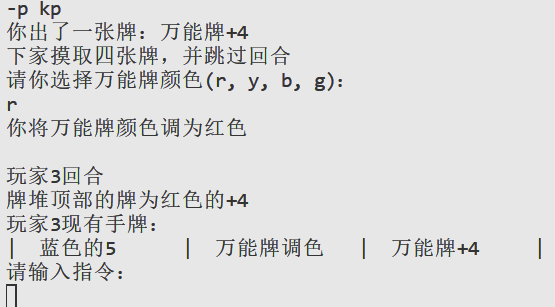 -p kp
你出了一张牌：万能牌+4
下家摸取四张牌，并跳过回合
请你选择万能牌颜色(r, y, b, g)：
r
你将万能牌颜色调为红色
玩家3回合
牌堆顶部的牌为红色的+4
玩家3现有手牌：
| 蓝色的5 | 万能牌调色 | 万能牌+4 |
请输入指令：